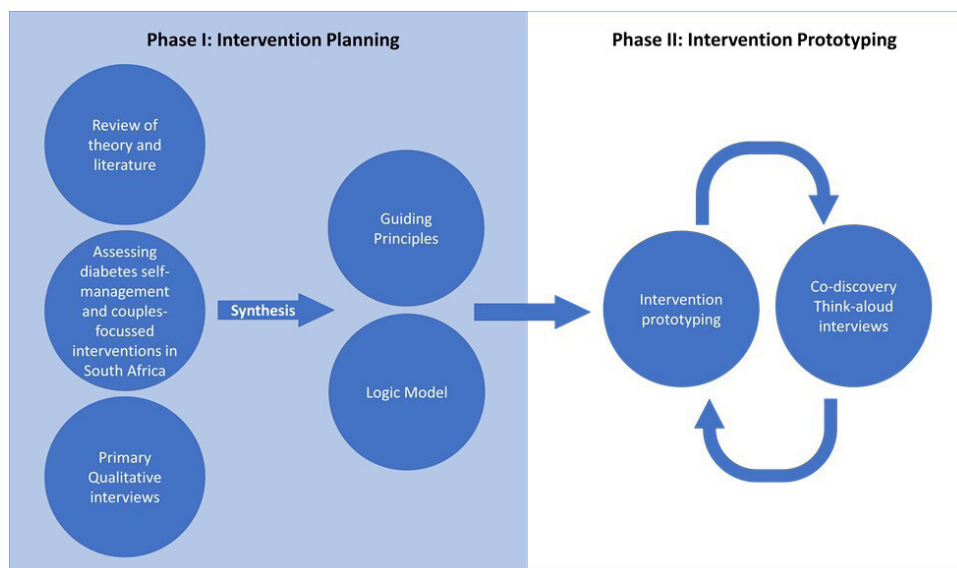 Phase I: Intervention Planning
Review of
theory and
literature
Assessing
diabetes self-
management
and couples-
focussed
interventions in
South Africa
Primary
Qualitative
interviews
Synthesis
Guiding
Principles
Logic Model
Phase II: Intervention Prototyping
Intervention
prototyping
Co-discovery
Think-aloud
interviews